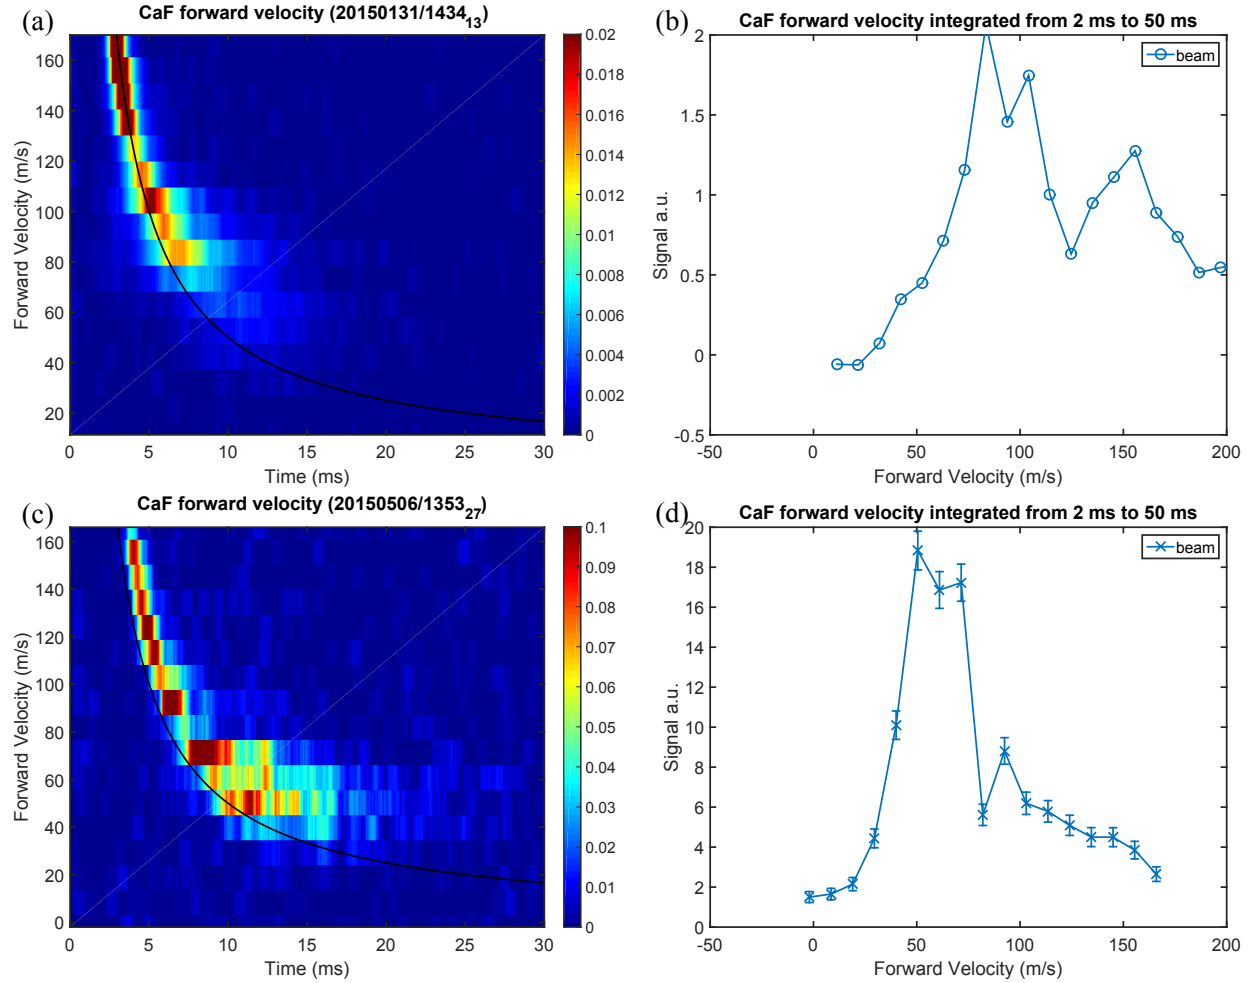 (a)
CaF forward velocity (20150131/1434₁₃)
Forward Velocity (m/s)
160
140
120
100
80
60
40
20
0 5 10 15 20 25 30
Time (ms)
0.02
0.018
0.016
0.014
0.012
0.01
0.008
0.006
0.004
0.002
0
(b)
CaF forward velocity integrated from 2 ms to 50 ms
beam
Signal a.u.
2
1.5
1
0.5
0
-0.5
-50 0 50 100 150 200
Forward Velocity (m/s)
(c)
CaF forward velocity (20150506/1353₂₇)
Forward Velocity (m/s)
160
140
120
100
80
60
40
20
0
0 5 10 15 20 25 30
Time (ms)
0.1
0.09
0.08
0.07
0.06
0.05
0.04
0.03
0.02
0.01
0
(d)
CaF forward velocity integrated from 2 ms to 50 ms
beam
Signal a.u.
20
18
16
14
12
10
8
6
4
2
0
-50 0 50 100 150 200
Forward Velocity (m/s)